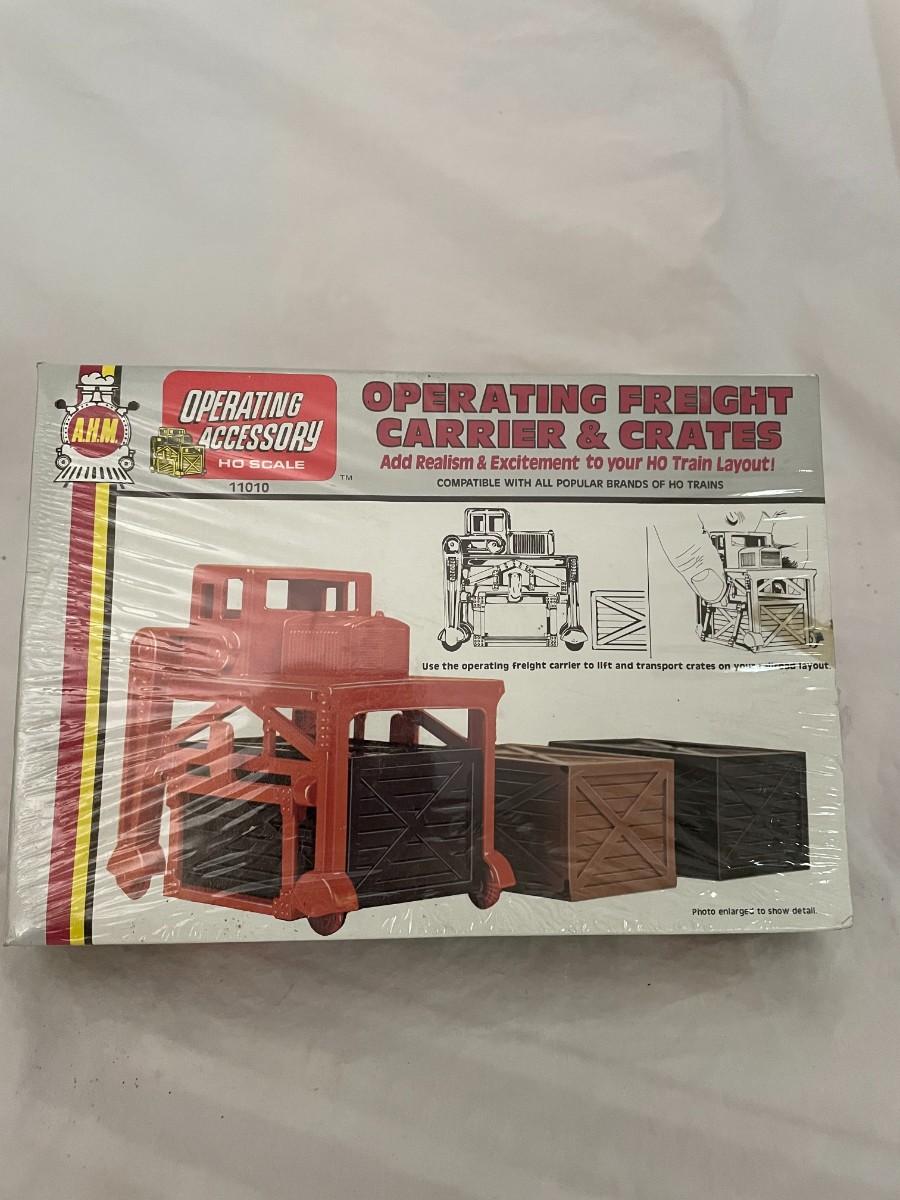 A.H.M.
OPERATING
ACCESSORY
HO SCALE
11010
TM
OPERATING FREIGHT
CARRIER & CRATES
Add Realism & Excitement to your HO Train Layout!
COMPATIBLE WITH ALL POPULAR BRANDS OF HO TRAINS
Use the operating freight carrier to lift and transport crates on your railroad layout.
Photo enlarged to show detail.